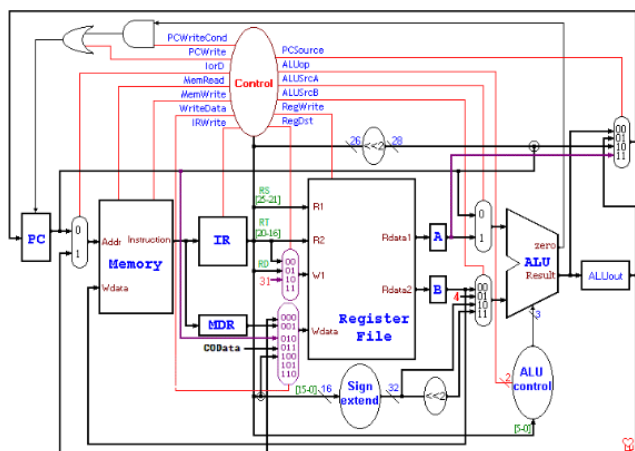 PCWriteCond
PCWrite
IorD
MemRead
MemWrite
WriteData
IRWrite
Control
PCSource
ALUop
ALUSrcA
ALUSrcB
RegWrite
RegDst
26
<<2
28
00
01
10
11
RS
[25-21]
RT
[20-16]
RD
31
PC
0
1
Addr
Instruction
Memory
Wdata
IR
MDR
COData
00
01
10
11
000
001
010
011
100
101
110
R1
R2
W1
Wdata
Rdata1
Rdata2
Register
File
A
B
0
1
4
00
01
10
11
zero
ALU
Result
ALUout
3
2
ALU
control
[5-0]
[15-0]
16
Sign
extend
32
<<2